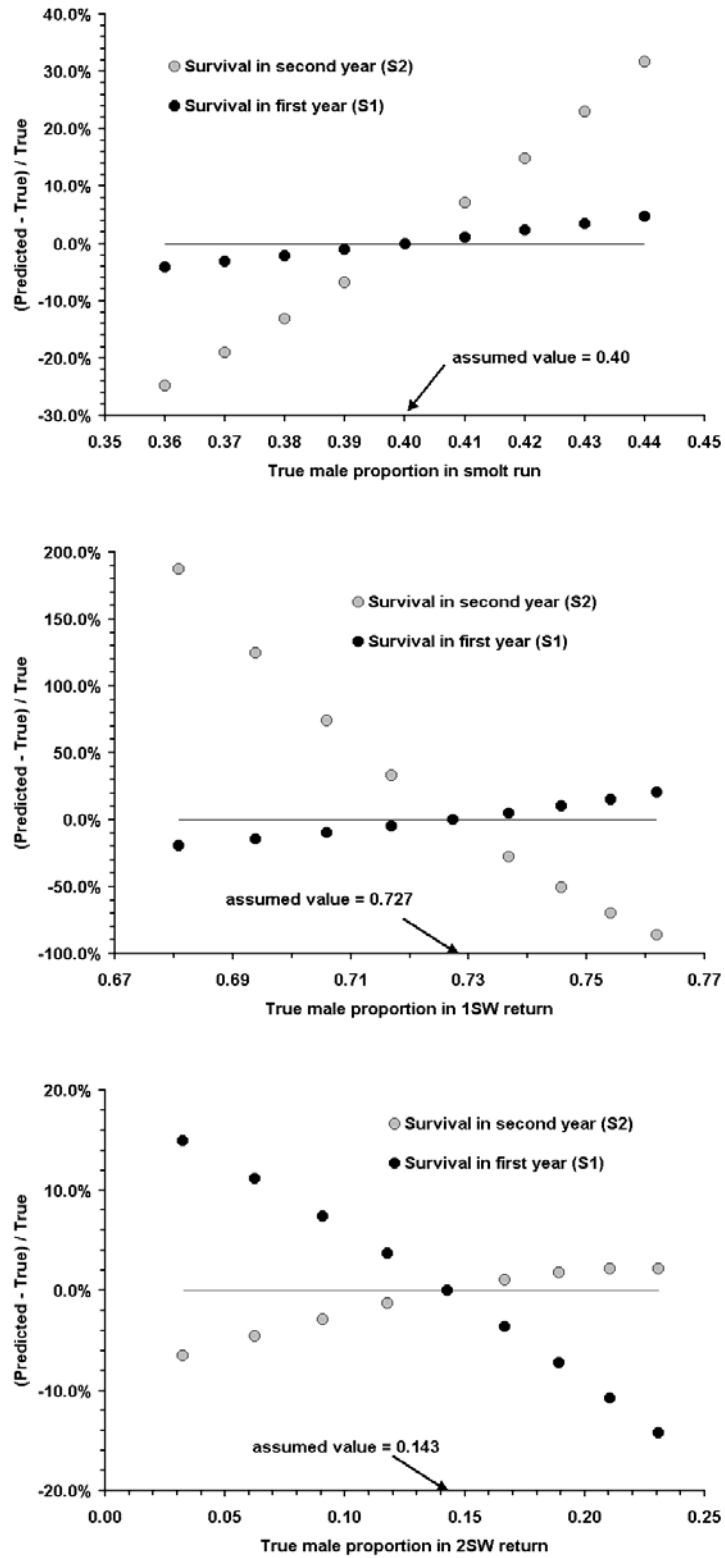 40.0%
Survival in second year (S2)
30.0%
Survival in first year (S1)
20.0%
10.0%
0.0%
-10.0%
-20.0%
assumed value = 0.40
-30.0%
(Predicted - True) / True
0.35 0.36 0.37 0.38 0.39 0.40 0.41 0.42 0.43 0.44 0.45
True male proportion in smolt run
200.0%
Survival in second year (S2)
150.0%
Survival in first year (S1)
100.0%
50.0%
0.0%
-50.0%
assumed value = 0.727
-100.0%
(Predicted - True) / True
0.67 0.69 0.71 0.73 0.75 0.77
True male proportion in 1SW return
20.0%
Survival in second year (S2)
Survival in first year (S1)
10.0%
0.0%
-10.0%
assumed value = 0.143
-20.0%
(Predicted - True) / True
0.00 0.05 0.10 0.15 0.20 0.25
True male proportion in 2SW return